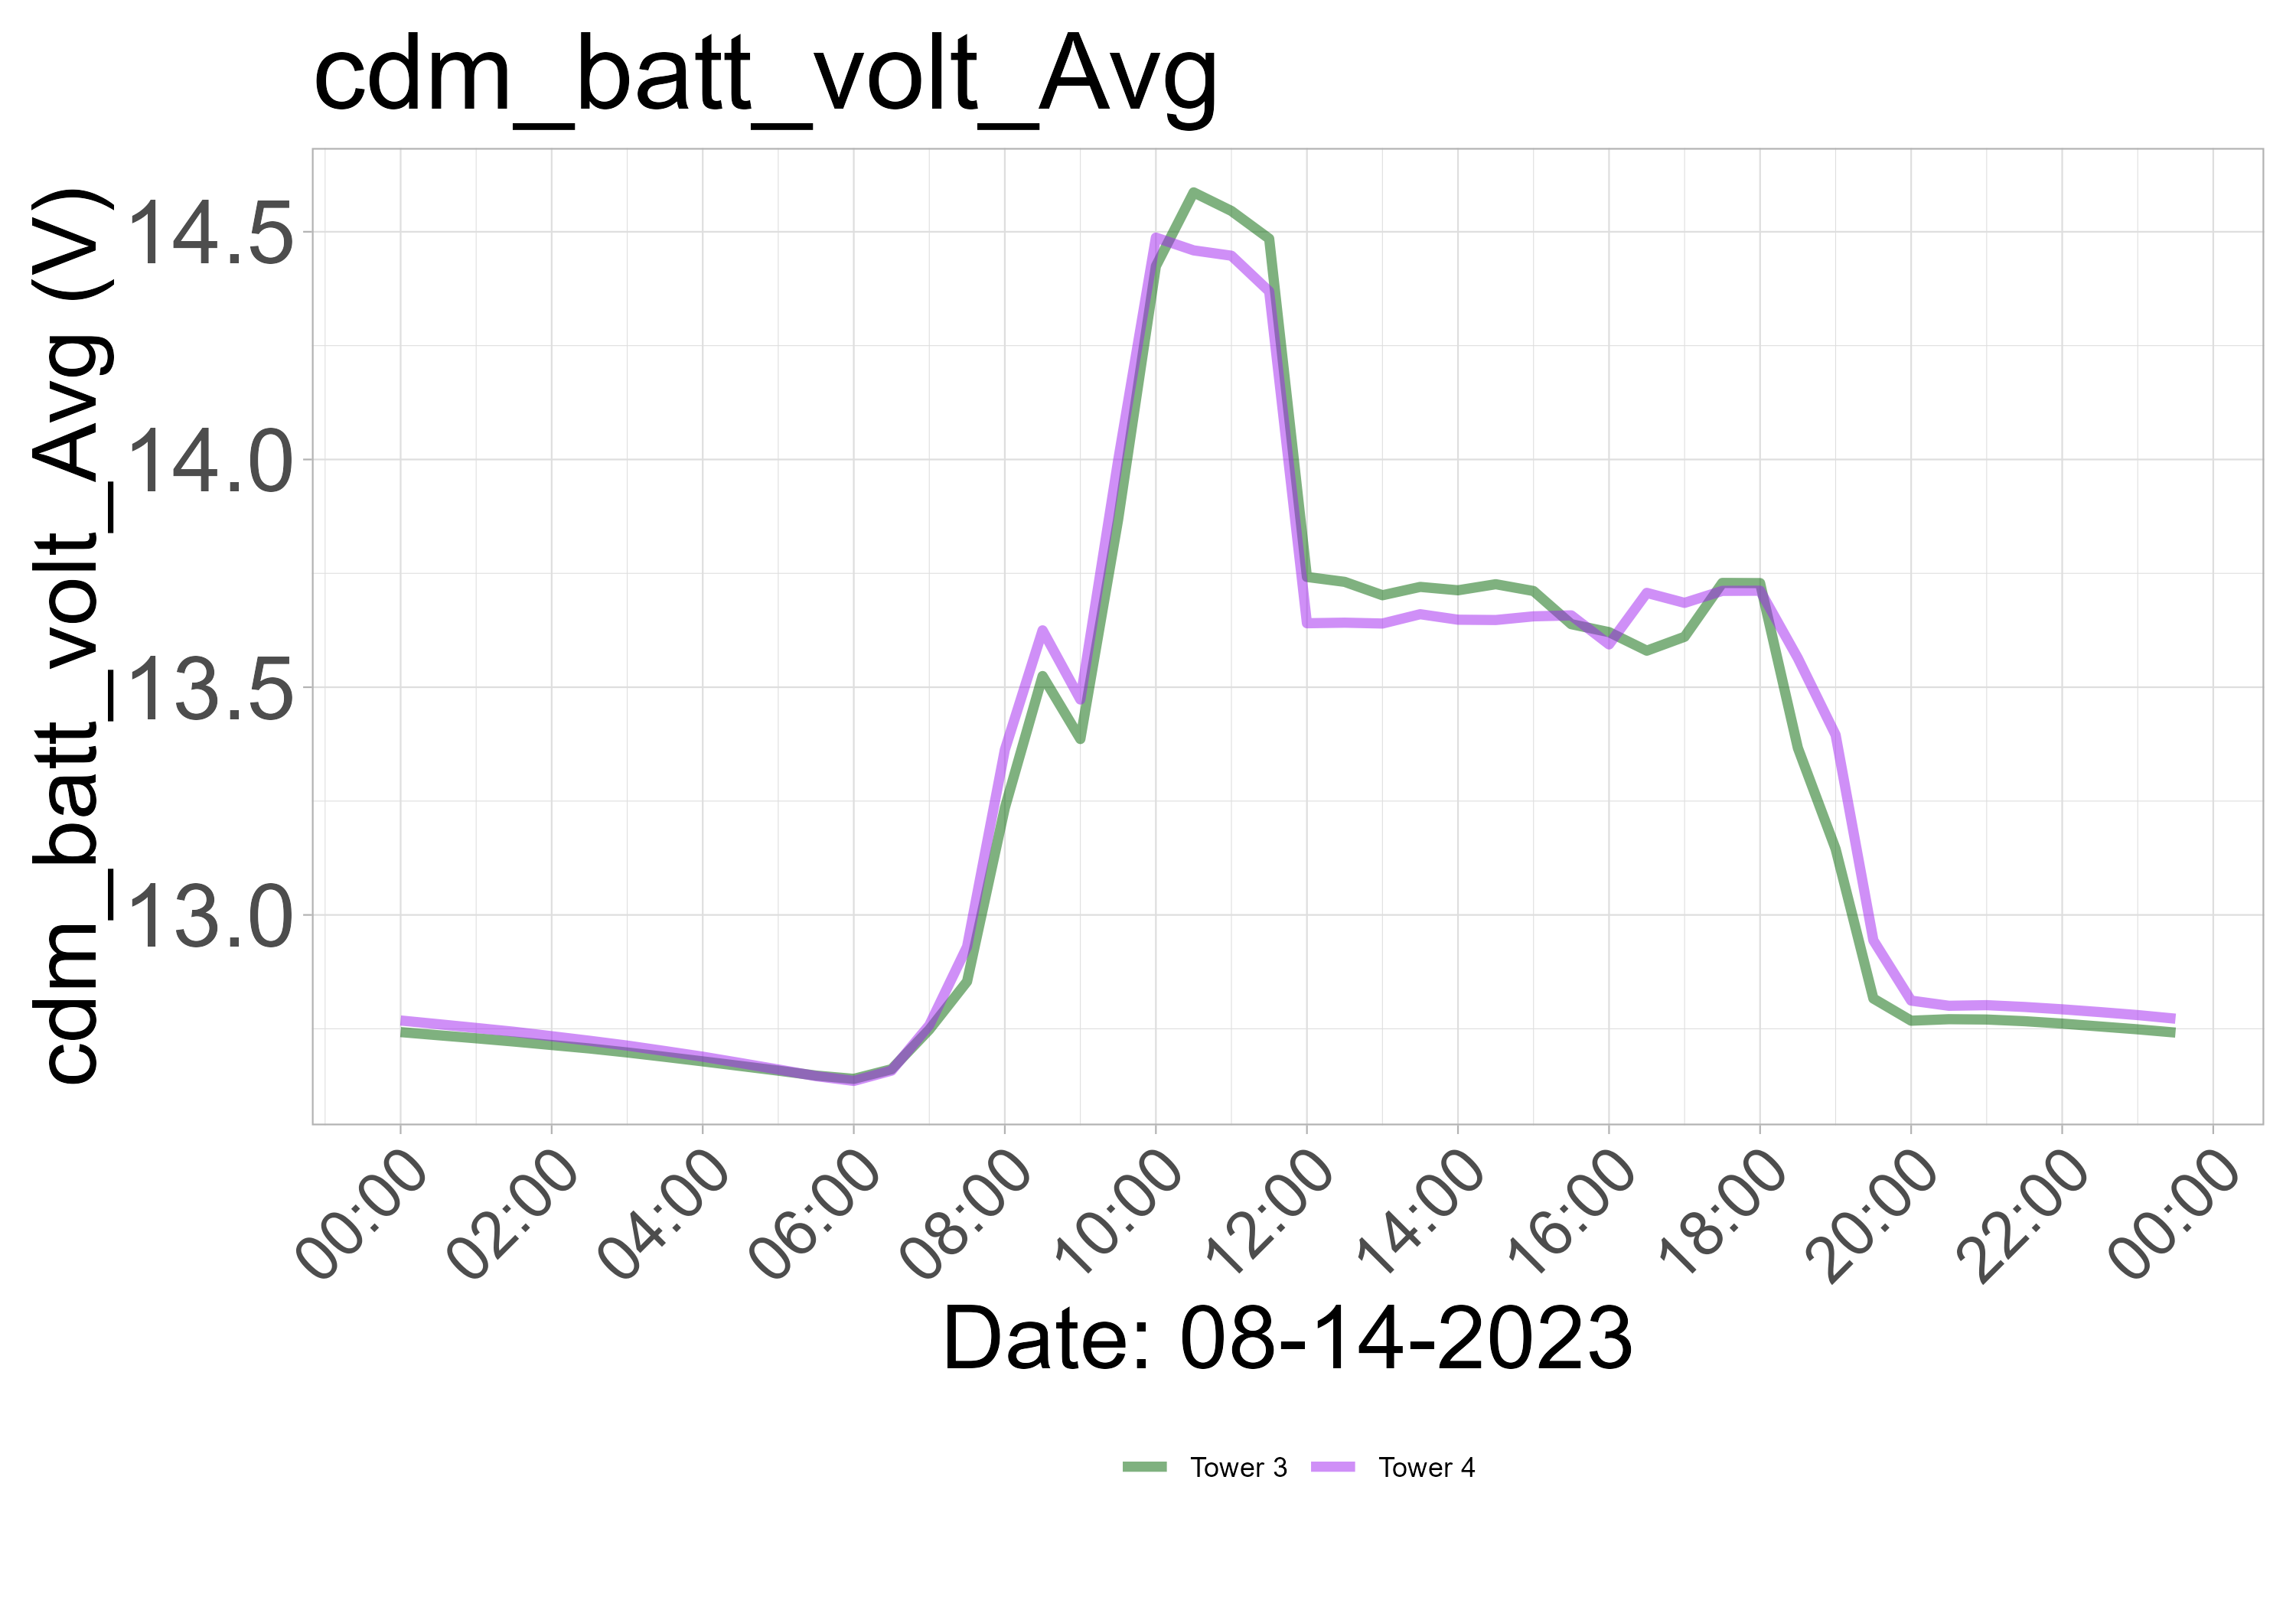 cdm_batt_volt_Avg
cdm_batt_volt_Avg (V)
14.5
14.0
13.5
13.0
00:00 02:00 04:00 06:00 08:00 10:00 12:00 14:00 16:00 18:00 20:00 22:00 00:00
Date: 08-14-2023
Tower 3 Tower 4